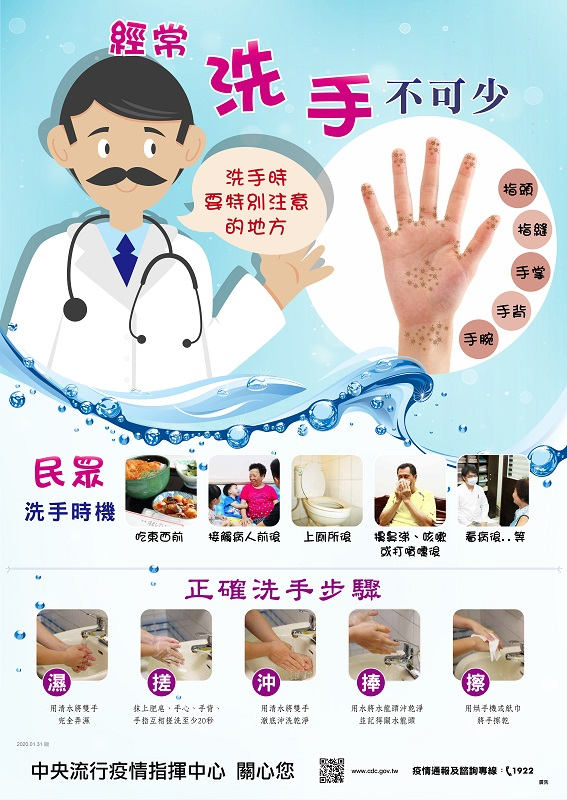 經常洗手不可少
洗手時
要特別注意
的地方
指頭
指縫
手掌
手背
手腕
民眾
洗手時機
吃東西前
接觸病人前後
上廁所後
擤鼻涕、咳嗽
或打噴嚏後
看病後..等
正確洗手步驟
濕
用清水將雙手
完全弄濕
搓
抹上肥皂，手心、手背、
手指互相搓洗至少20秒
沖
用清水將雙手
澈底沖洗乾淨
捧
用水將水龍頭沖乾淨
並記得關水龍頭
擦
用烘手機或紙巾
將手擦乾
2020.01.31 製
中央流行疫情指揮中心 關心您
www.cdc.gov.tw
疫情通報及諮詢專線：1922
廣告